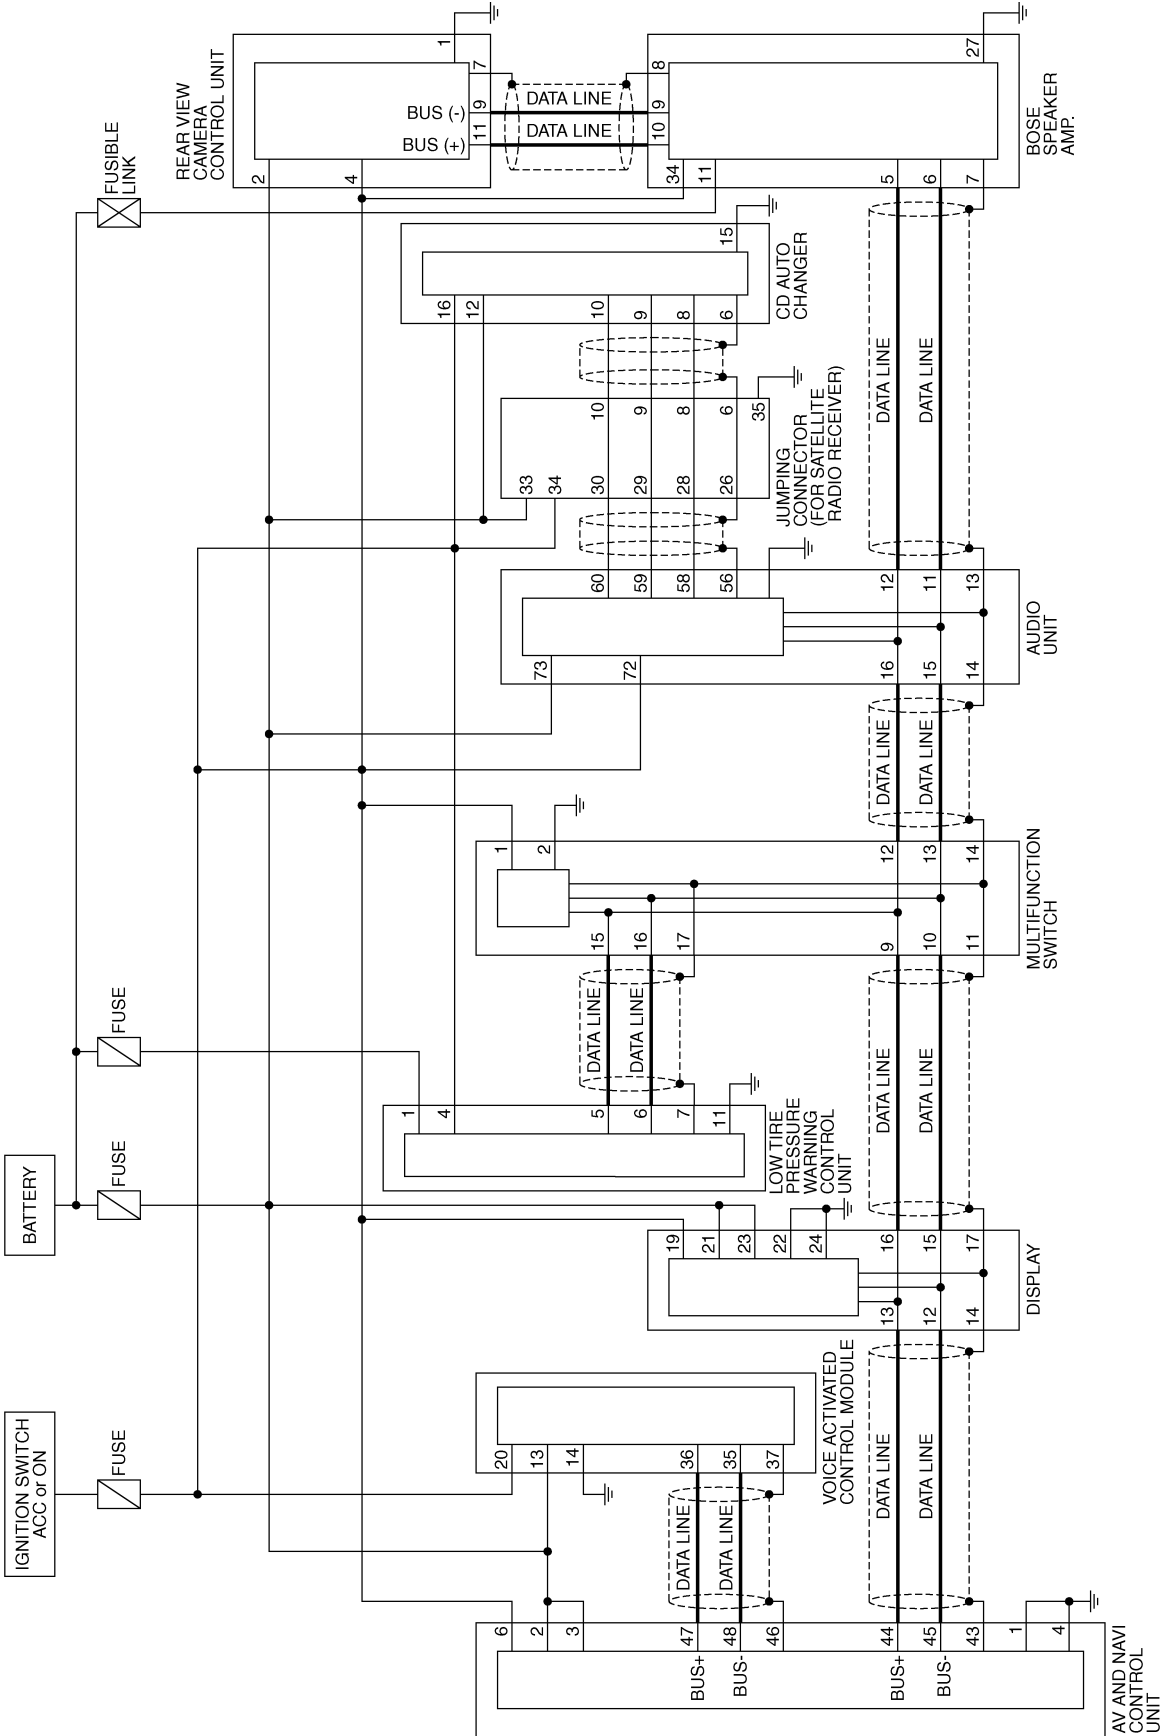 1
27
REAR VIEW
CAMERA
CONTROL UNIT
7
8
BUS (-)
9
DATA LINE
9
BUS (+)
11
DATA LINE
10
BOSE
SPEAKER
AMP.
2
4
34
11
5
6
7
FUSIBLE
LINK
15
16
12
10
9
8
6
CD AUTO
CHANGER
DATA LINE
DATA LINE
10
9
8
6
35
33
34
30
29
28
26
JUMPING
CONNECTOR
(FOR SATELLITE
RADIO RECEIVER)
60
59
58
56
12
11
13
73
72
16
15
14
AUDIO
UNIT
DATA LINE
DATA LINE
1
2
12
13
14
15
16
17
9
10
11
MULTIFUNCTION
SWITCH
FUSE
DATA LINE
DATA LINE
DATA LINE
DATA LINE
1
4
5
6
7
11
LOW TIRE
PRESSURE
WARNING
CONTROL
UNIT
BATTERY
FUSE
19
21
23
22
24
16
15
17
13
12
14
DISPLAY
IGNITION SWITCH
ACC or ON
FUSE
20
13
14
36
35
37
VOICE ACTIVATED
CONTROL MODULE
DATA LINE
DATA LINE
DATA LINE
DATA LINE
6
2
3
47
48
46
44
45
43
1
4
BUS+
BUS-
BUS+
BUS-
AV AND NAVI
CONTROL
UNIT